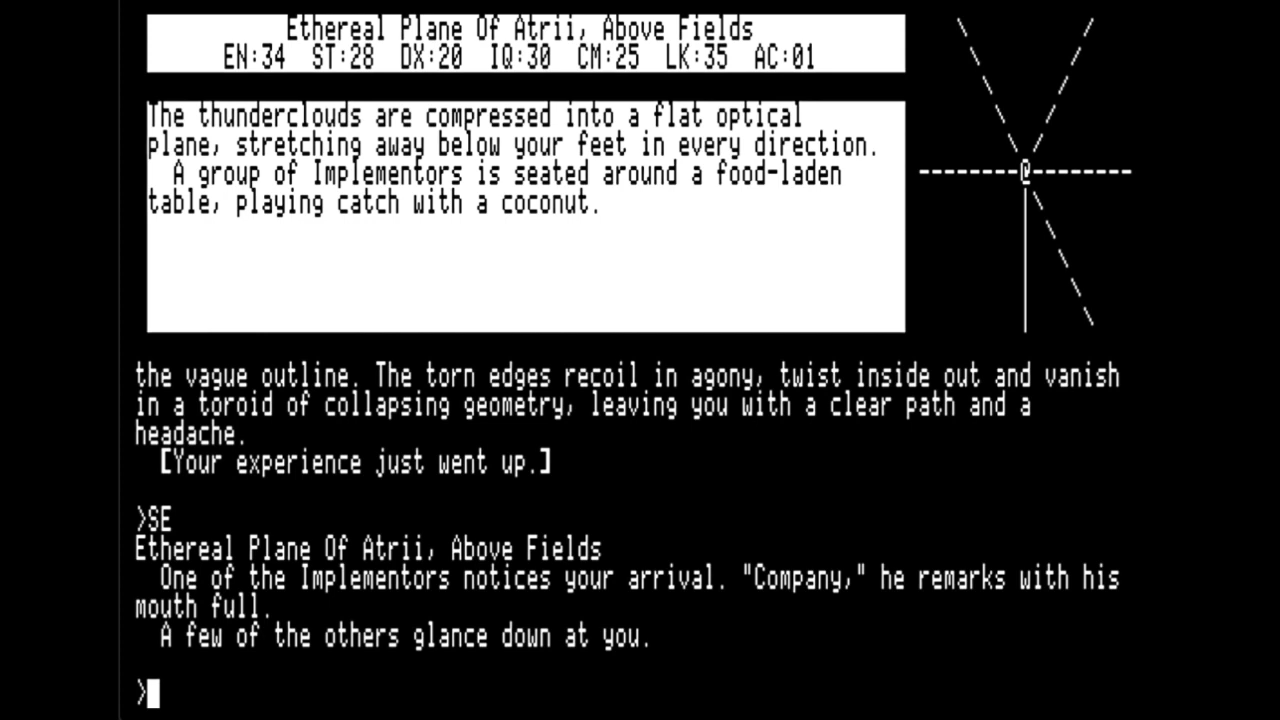 Ethereal Plane Of Atrii, Above Fields
EN:34 ST:28 DX:20 IQ:30 CM:25 LK:35 AC:01
The thunderclouds are compressed into a flat optical
plane, stretching away below your feet in every direction.
A group of Implementors is seated around a food-laden
table, playing catch with a coconut.
@
the vague outline. The torn edges recoil in agony, twist inside out and vanish
in a toroid of collapsing geometry, leaving you with a clear path and a
headache.
[Your experience just went up.]
>SE
Ethereal Plane Of Atrii, Above Fields
One of the Implementors notices your arrival. "Company," he remarks with his
mouth full.
A few of the others glance down at you.
>